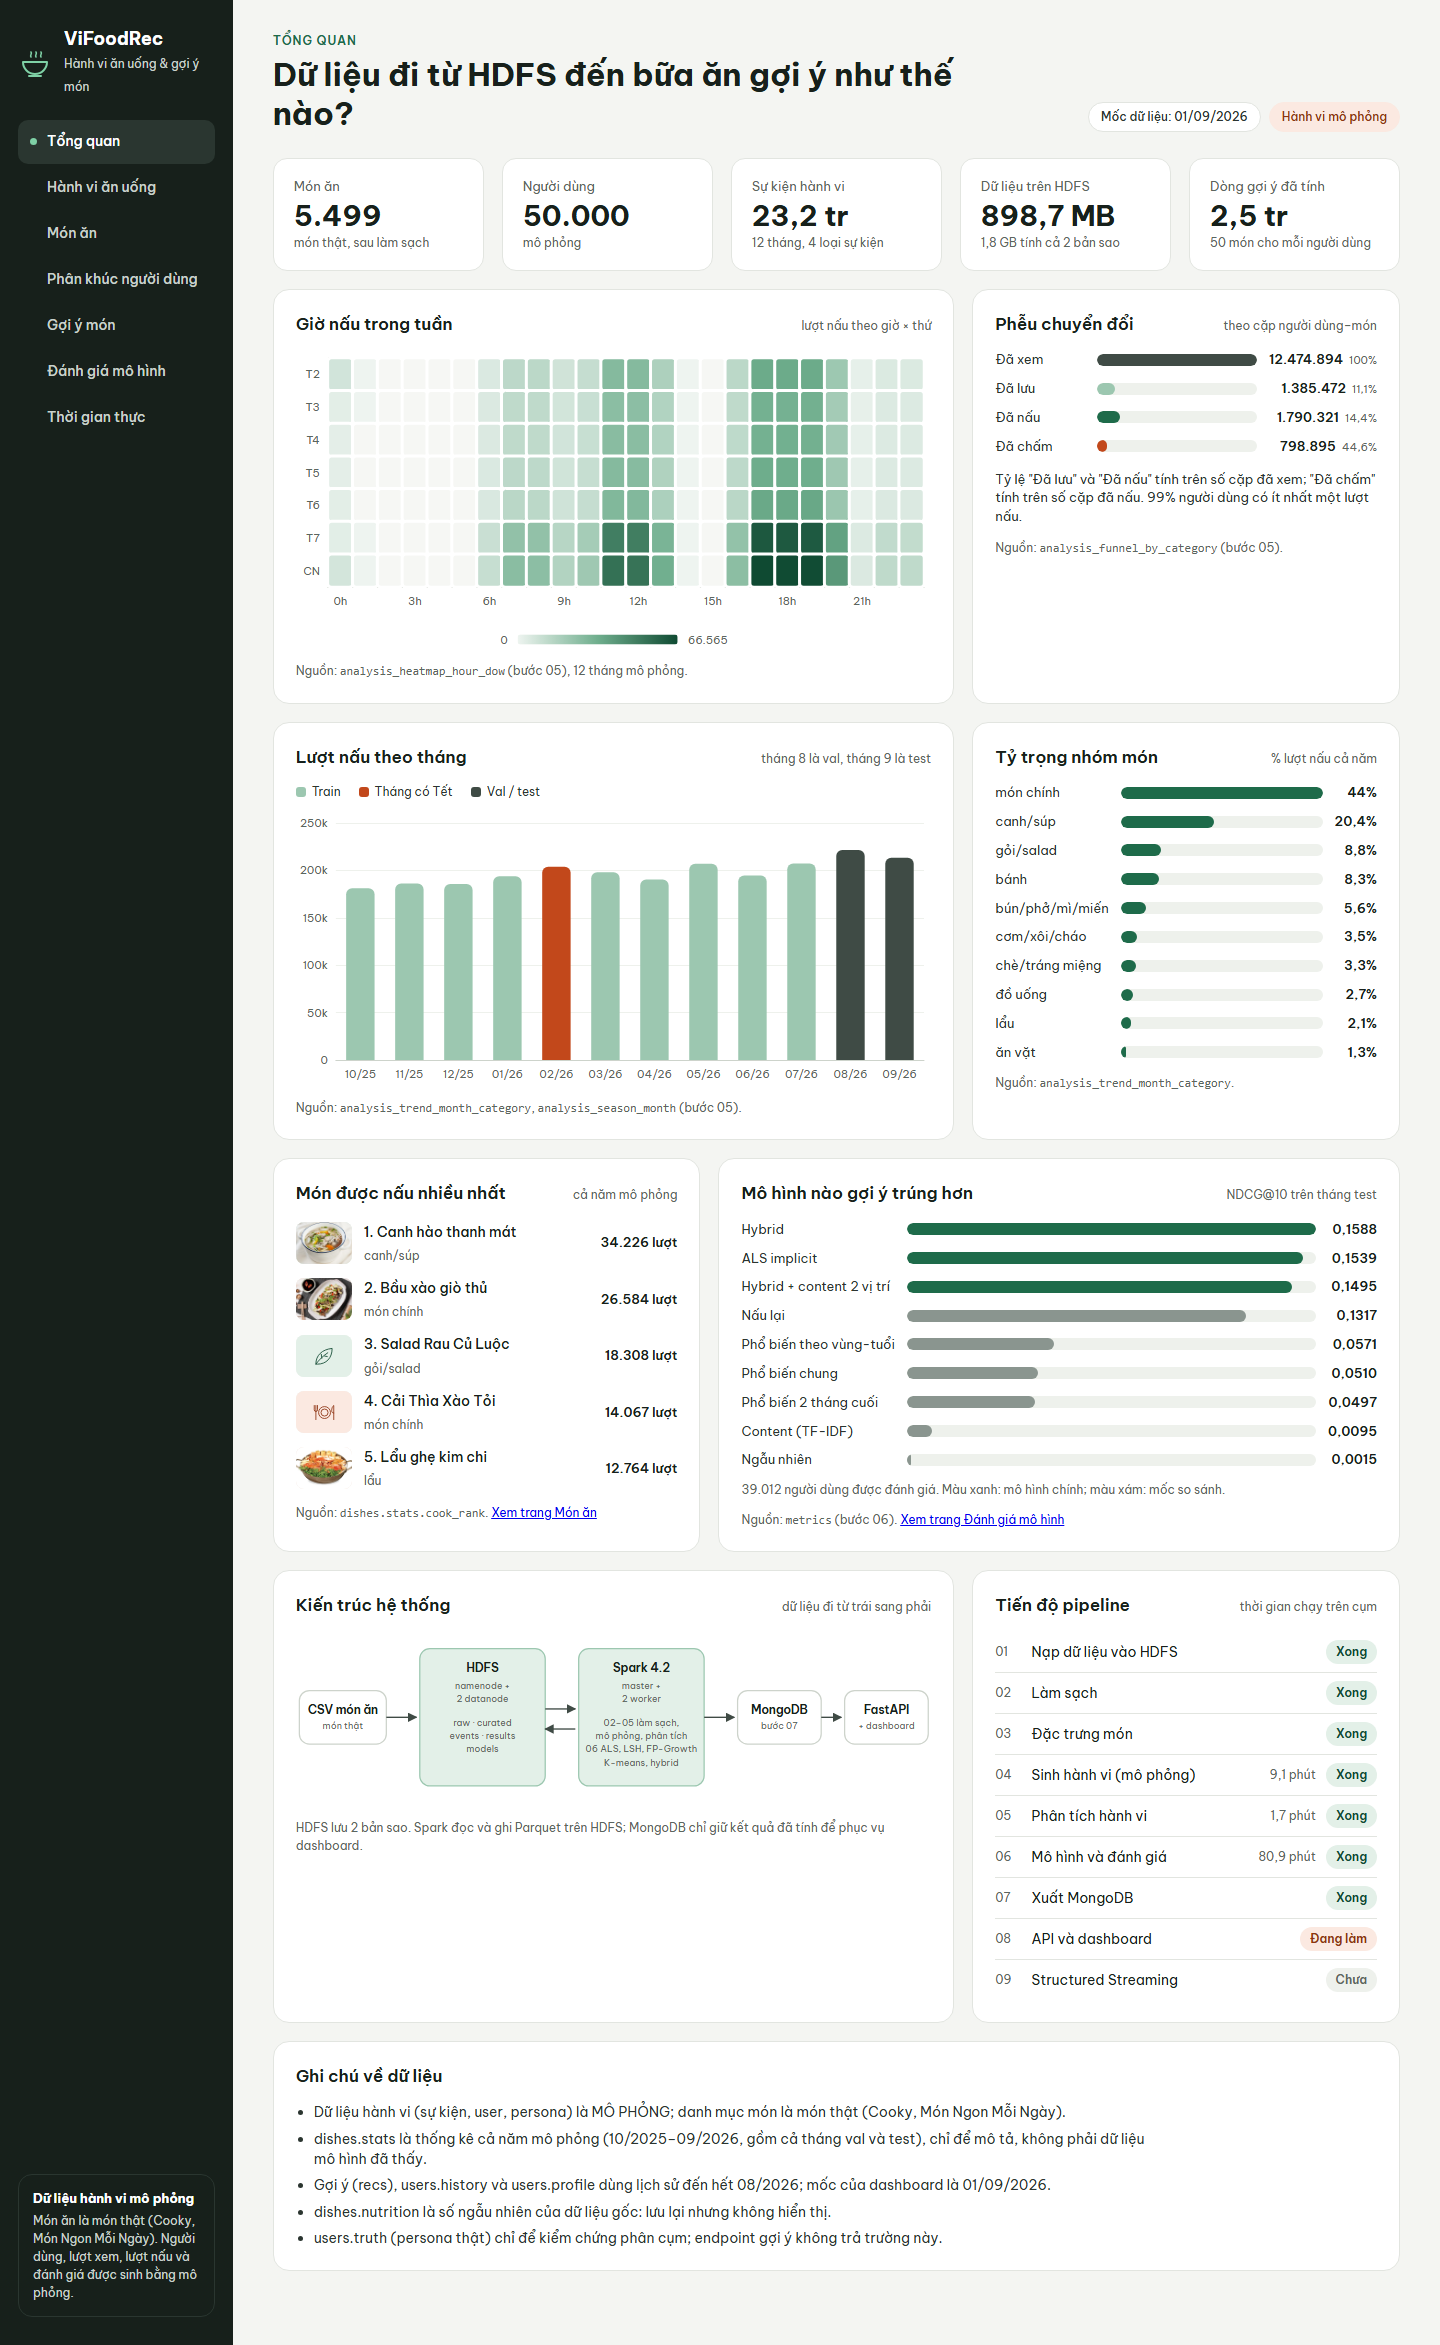 ViFoodRec
Hành vi ăn uống & gợi ý
món
Tổng quan
Hành vi ăn uống
Món ăn
Phân khúc người dùng
Gợi ý món
Đánh giá mô hình
Thời gian thực
Dữ liệu hành vi mô phỏng
Món ăn là món thật (Cooky,
Món Ngon Mỗi Ngày). Người
dùng, lượt xem, lượt nấu và
đánh giá được sinh bằng mô
phỏng.
TỔNG QUAN
Dữ liệu đi từ HDFS đến bữa ăn gợi ý như thế
nào?
Mốc dữ liệu: 01/09/2026
Hành vi mô phỏng
Món ăn
5.499
món thật, sau làm sạch
Người dùng
50.000
mô phỏng
Sự kiện hành vi
23,2 tr
12 tháng, 4 loại sự kiện
Dữ liệu trên HDFS
898,7 MB
1,8 GB tính cả 2 bản sao
Dòng gợi ý đã tính
2,5 tr
50 món cho mỗi người dùng
Giờ nấu trong tuần
lượt nấu theo giờ × thứ
T2
T3
T4
T5
T6
T7
CN
0h 3h 6h 9h 12h 15h 18h 21h
0 66.565
Nguồn: analysis_heatmap_hour_dow (bước 05), 12 tháng mô phỏng.
Phễu chuyển đổi
theo cặp người dùng–món
Đã xem 12.474.894 100%
Đã lưu 1.385.472 11,1%
Đã nấu 1.790.321 14,4%
Đã chấm 798.895 44,6%
Tỷ lệ "Đã lưu" và "Đã nấu" tính trên số cặp đã xem; "Đã chấm"
tính trên số cặp đã nấu. 99% người dùng có ít nhất một lượt
nấu.
Nguồn: analysis_funnel_by_category (bước 05).
Lượt nấu theo tháng
tháng 8 là val, tháng 9 là test
Train Tháng có Tết Val / test
250k
200k
150k
100k
50k
0
10/25 11/25 12/25 01/26 02/26 03/26 04/26 05/26 06/26 07/26 08/26 09/26
Nguồn: analysis_trend_month_category, analysis_season_month (bước 05).
Tỷ trọng nhóm món
% lượt nấu cả năm
món chính 44%
canh/súp 20,4%
gỏi/salad 8,8%
bánh 8,3%
bún/phở/mì/miến 5,6%
cơm/xôi/cháo 3,5%
chè/tráng miệng 3,3%
đồ uống 2,7%
lẩu 2,1%
ăn vặt 1,3%
Nguồn: analysis_trend_month_category.
Món được nấu nhiều nhất
cả năm mô phỏng
1. Canh hào thanh mát
canh/súp
34.226 lượt
2. Bầu xào giò thủ
món chính
26.584 lượt
3. Salad Rau Củ Luộc
gỏi/salad
18.308 lượt
4. Cải Thìa Xào Tỏi
món chính
14.067 lượt
5. Lẩu ghẹ kim chi
lẩu
12.764 lượt
Nguồn: dishes.stats.cook_rank. Xem trang Món ăn
Mô hình nào gợi ý trúng hơn
NDCG@10 trên tháng test
Hybrid 0,1588
ALS implicit 0,1539
Hybrid + content 2 vị trí 0,1495
Nấu lại 0,1317
Phổ biến theo vùng-tuổi 0,0571
Phổ biến chung 0,0510
Phổ biến 2 tháng cuối 0,0497
Content (TF-IDF) 0,0095
Ngẫu nhiên 0,0015
39.012 người dùng được đánh giá. Màu xanh: mô hình chính; màu xám: mốc so sánh.
Nguồn: metrics (bước 06). Xem trang Đánh giá mô hình
Kiến trúc hệ thống
dữ liệu đi từ trái sang phải
CSV món ăn
món thật
HDFS
namenode +
2 datanode
raw · curated
events · results
models
Spark 4.2
master +
2 worker
02–05 làm sạch,
mô phỏng, phân tích
06 ALS, LSH, FP-Growth
K-means, hybrid
MongoDB
bước 07
FastAPI
+ dashboard
HDFS lưu 2 bản sao. Spark đọc và ghi Parquet trên HDFS; MongoDB chỉ giữ kết quả đã tính để phục vụ
dashboard.
Tiến độ pipeline
thời gian chạy trên cụm
01 Nạp dữ liệu vào HDFS Xong
02 Làm sạch Xong
03 Đặc trưng món Xong
04 Sinh hành vi (mô phỏng) 9,1 phút Xong
05 Phân tích hành vi 1,7 phút Xong
06 Mô hình và đánh giá 80,9 phút Xong
07 Xuất MongoDB Xong
08 API và dashboard Đang làm
09 Structured Streaming Chưa
Ghi chú về dữ liệu
• Dữ liệu hành vi (sự kiện, user, persona) là MÔ PHỎNG; danh mục món là món thật (Cooky, Món Ngon Mỗi Ngày).
• dishes.stats là thống kê cả năm mô phỏng (10/2025–09/2026, gồm cả tháng val và test), chỉ để mô tả, không phải dữ liệu
mô hình đã thấy.
• Gợi ý (recs), users.history và users.profile dùng lịch sử đến hết 08/2026; mốc của dashboard là 01/09/2026.
• dishes.nutrition là số ngẫu nhiên của dữ liệu gốc: lưu lại nhưng không hiển thị.
• users.truth (persona thật) chỉ để kiểm chứng phân cụm; endpoint gợi ý không trả trường này.